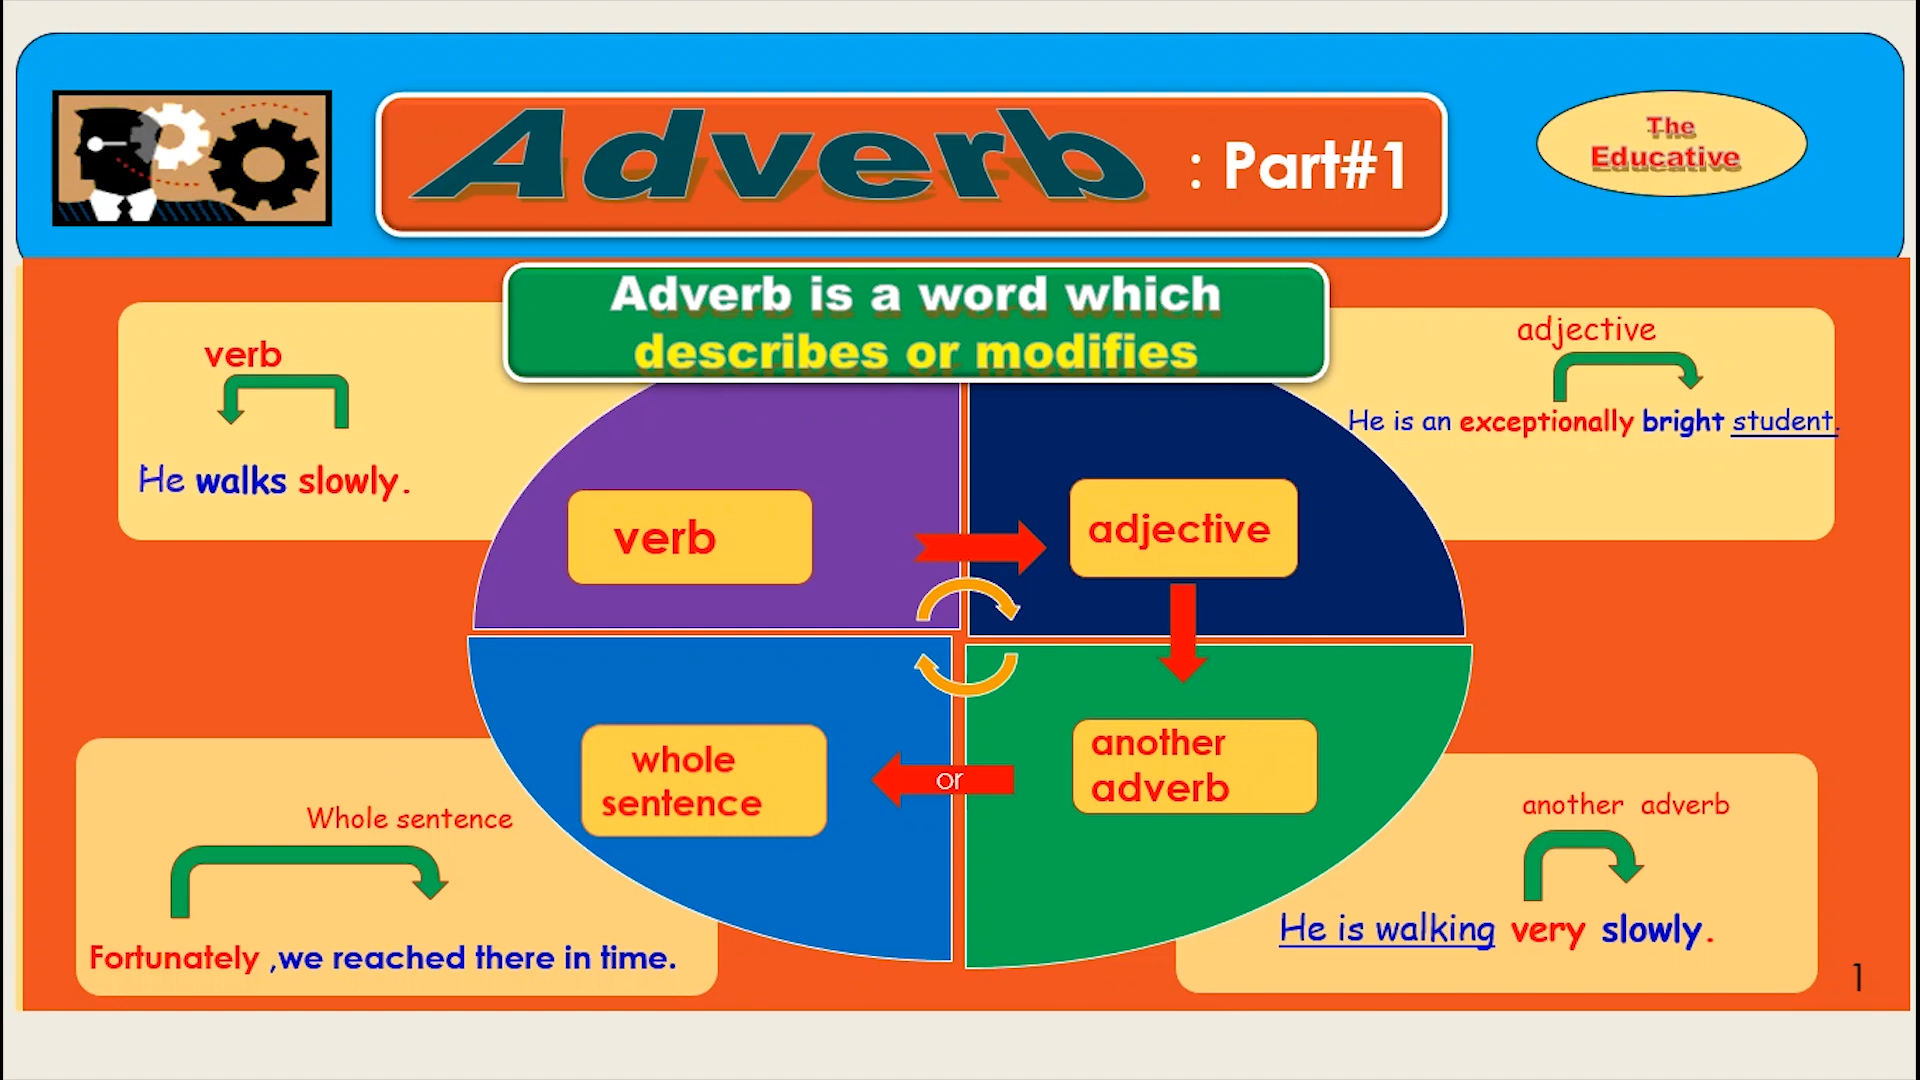 Adverb : Part#1
The
Educative
Adverb is a word which
describes or modifies
verb
He walks slowly.
adjective
He is an exceptionally bright student.
verb
adjective
whole
sentence
or
another
adverb
Whole sentence
Fortunately ,we reached there in time.
another adverb
He is walking very slowly.
1